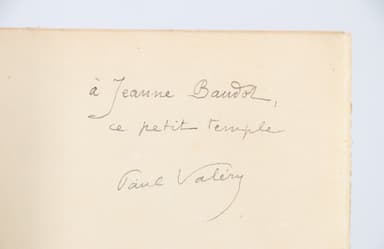 à Jeanne Baudot,
ce petit temple
Paul Valéry